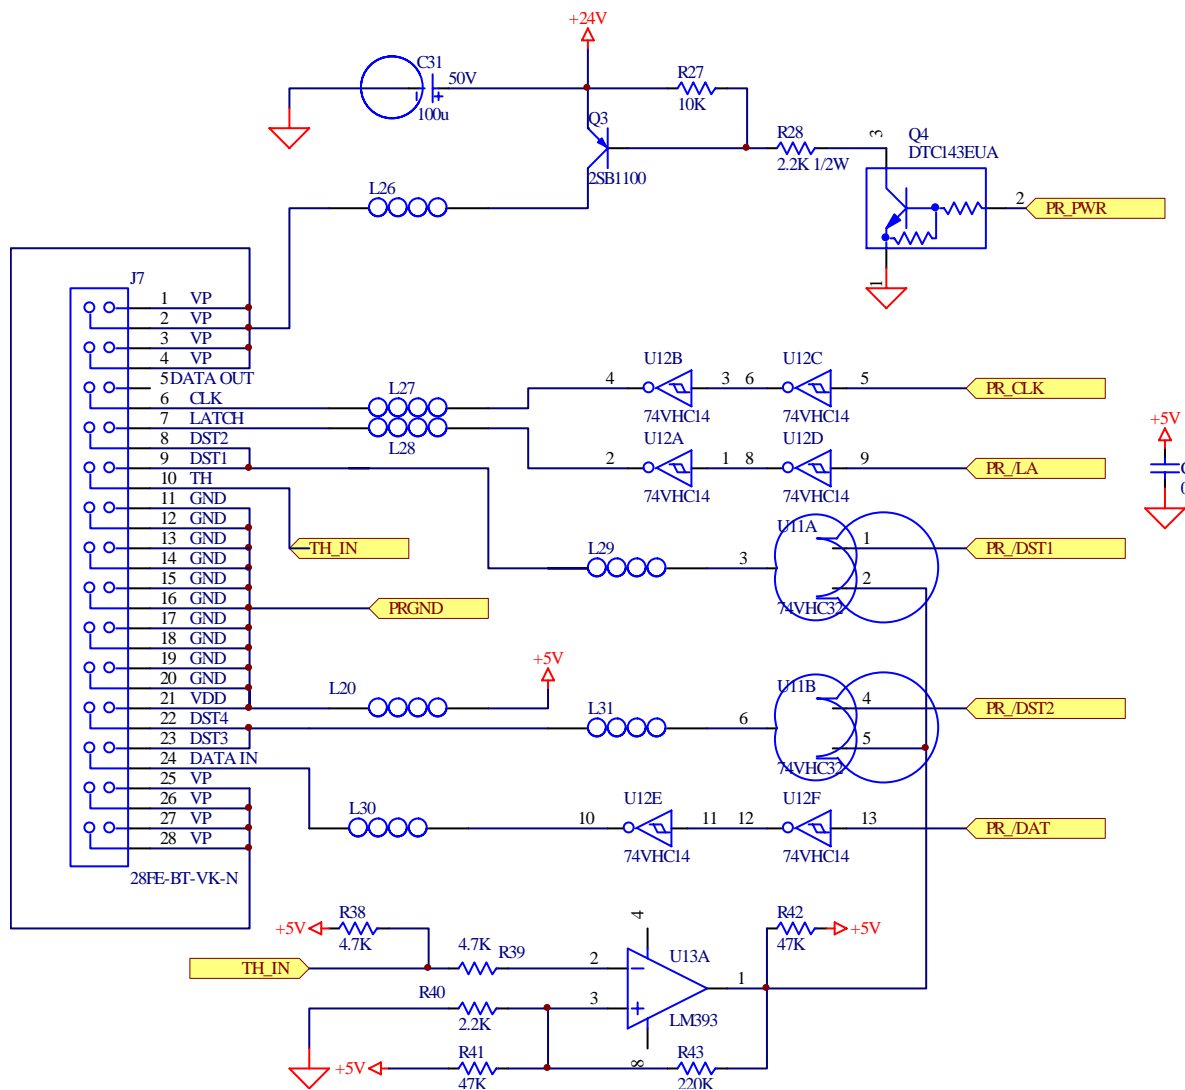 +24V
C31
50V
100u
R27
10K
Q3
2SB1100
R28
2.2K 1/2W
3
Q4
DTC143EUA
2
PR_PWR
1
L26
J7
1 VP
2 VP
3 VP
4 VP
5 DATA OUT
6 CLK
7 LATCH
8 DST2
9 DST1
10 TH
11 GND
12 GND
13 GND
14 GND
15 GND
16 GND
17 GND
18 GND
19 GND
20 GND
21 VDD
22 DST4
23 DST3
24 DATA IN
25 VP
26 VP
27 VP
28 VP
28FE-BT-VK-N
L27
L28
U12B
4 3
74VHC14
U12C
6 5
74VHC14
PR_CLK
U12A
2 1
74VHC14
U12D
8 9
74VHC14
PR_/LA
+5V
TH_IN
L29
U11A
3
1
2
74VHC32
PR_/DST1
PRGND
L20
+5V
L31
U11B
6
4
5
74VHC32
PR_/DST2
L30
U12E
10 11
74VHC14
U12F
12 13
74VHC14
PR_/DAT
+5V
R38
4.7K
TH_IN
4.7K
R39
R40
2.2K
+5V
R41
47K
4
2
3
U13A
1
LM393
8
R42
47K
+5V
R43
220K